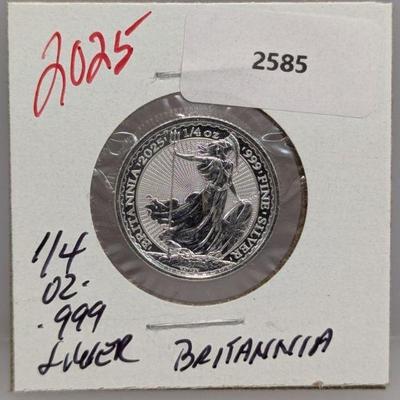 2025
2585
BRITANNIA · 2025 · 1/4 oz · 999 · FINE · SILVER
1/4
OZ.
.999
SILVER BRITANNIA